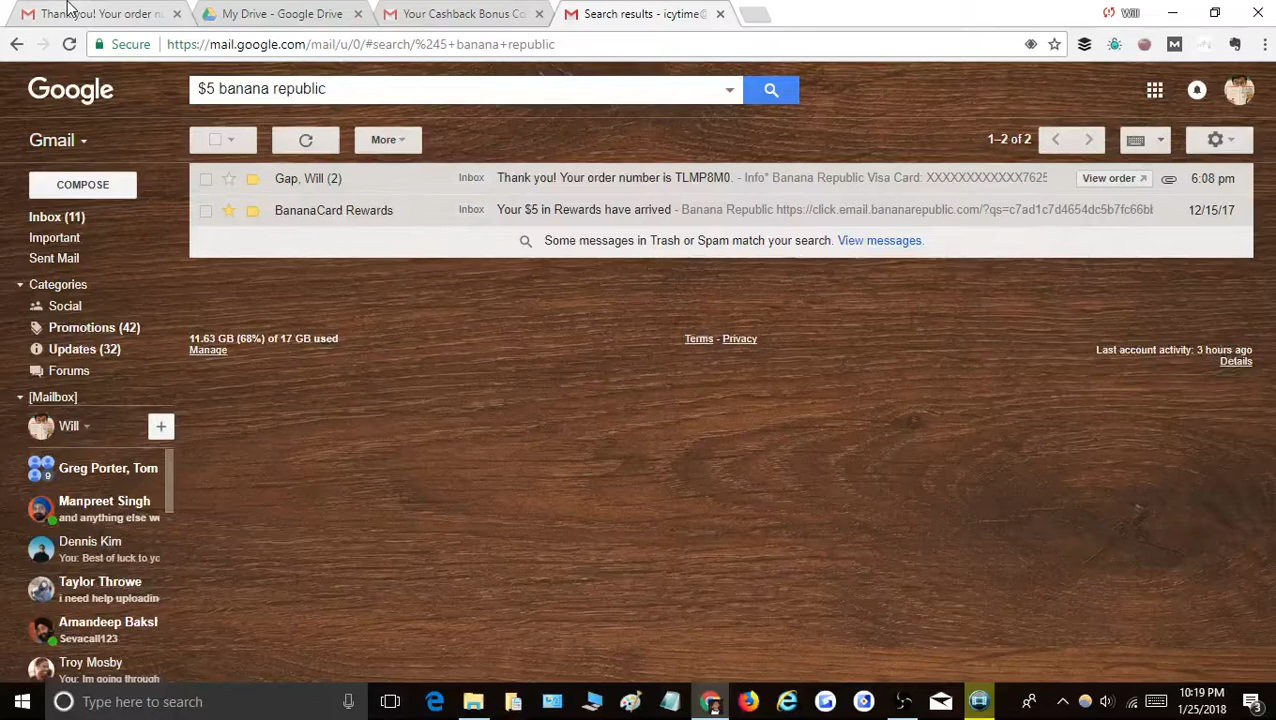 Thank you! Your order nu
My Drive - Google Drive
Your Cashback Bonus Co
Search results - icytime@
Will
Secure
https://mail.google.com/mail/u/0/#search/%245+banana+republic
Google
$5 banana republic
Gmail
More
1–2 of 2
COMPOSE
Gap, Will (2)
Inbox
Thank you! Your order number is TLMP8M0. - Info* Banana Republic Visa Card: XXXXXXXXXXXX7625
View order
6:08 pm
BananaCard Rewards
Inbox
Your $5 in Rewards have arrived - Banana Republic https://click.email.bananarepublic.com/?qs=c7ad1c7d4654dc5b7fc66bb
12/15/17
Some messages in Trash or Spam match your search. View messages.
Inbox (11)
Important
Sent Mail
Categories
Social
Promotions (42)
Updates (32)
Forums
[Mailbox]
Will
11.63 GB (68%) of 17 GB used
Manage
Terms - Privacy
Last account activity: 3 hours ago
Details
9
Greg Porter, Tom
Manpreet Singh
and anything else we
Dennis Kim
You: Best of luck to yo
Taylor Throwe
i need help uploadin
Amandeep Baksh
Sevacall123
Troy Mosby
You: Im going through
Type here to search
10:19 PM
1/25/2018
3